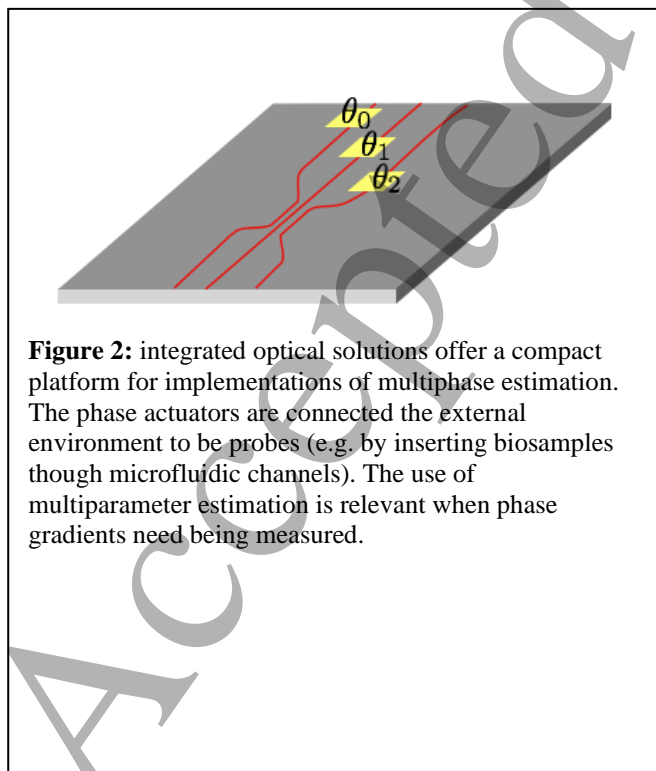 θ₀
θ₁
θ₂
Figure 2: integrated optical solutions offer a compact
platform for implementations of multiphase estimation.
The phase actuators are connected the external
environment to be probes (e.g. by inserting biosamples
though microfluidic channels). The use of
multiparameter estimation is relevant when phase
gradients need being measured.
Accepted